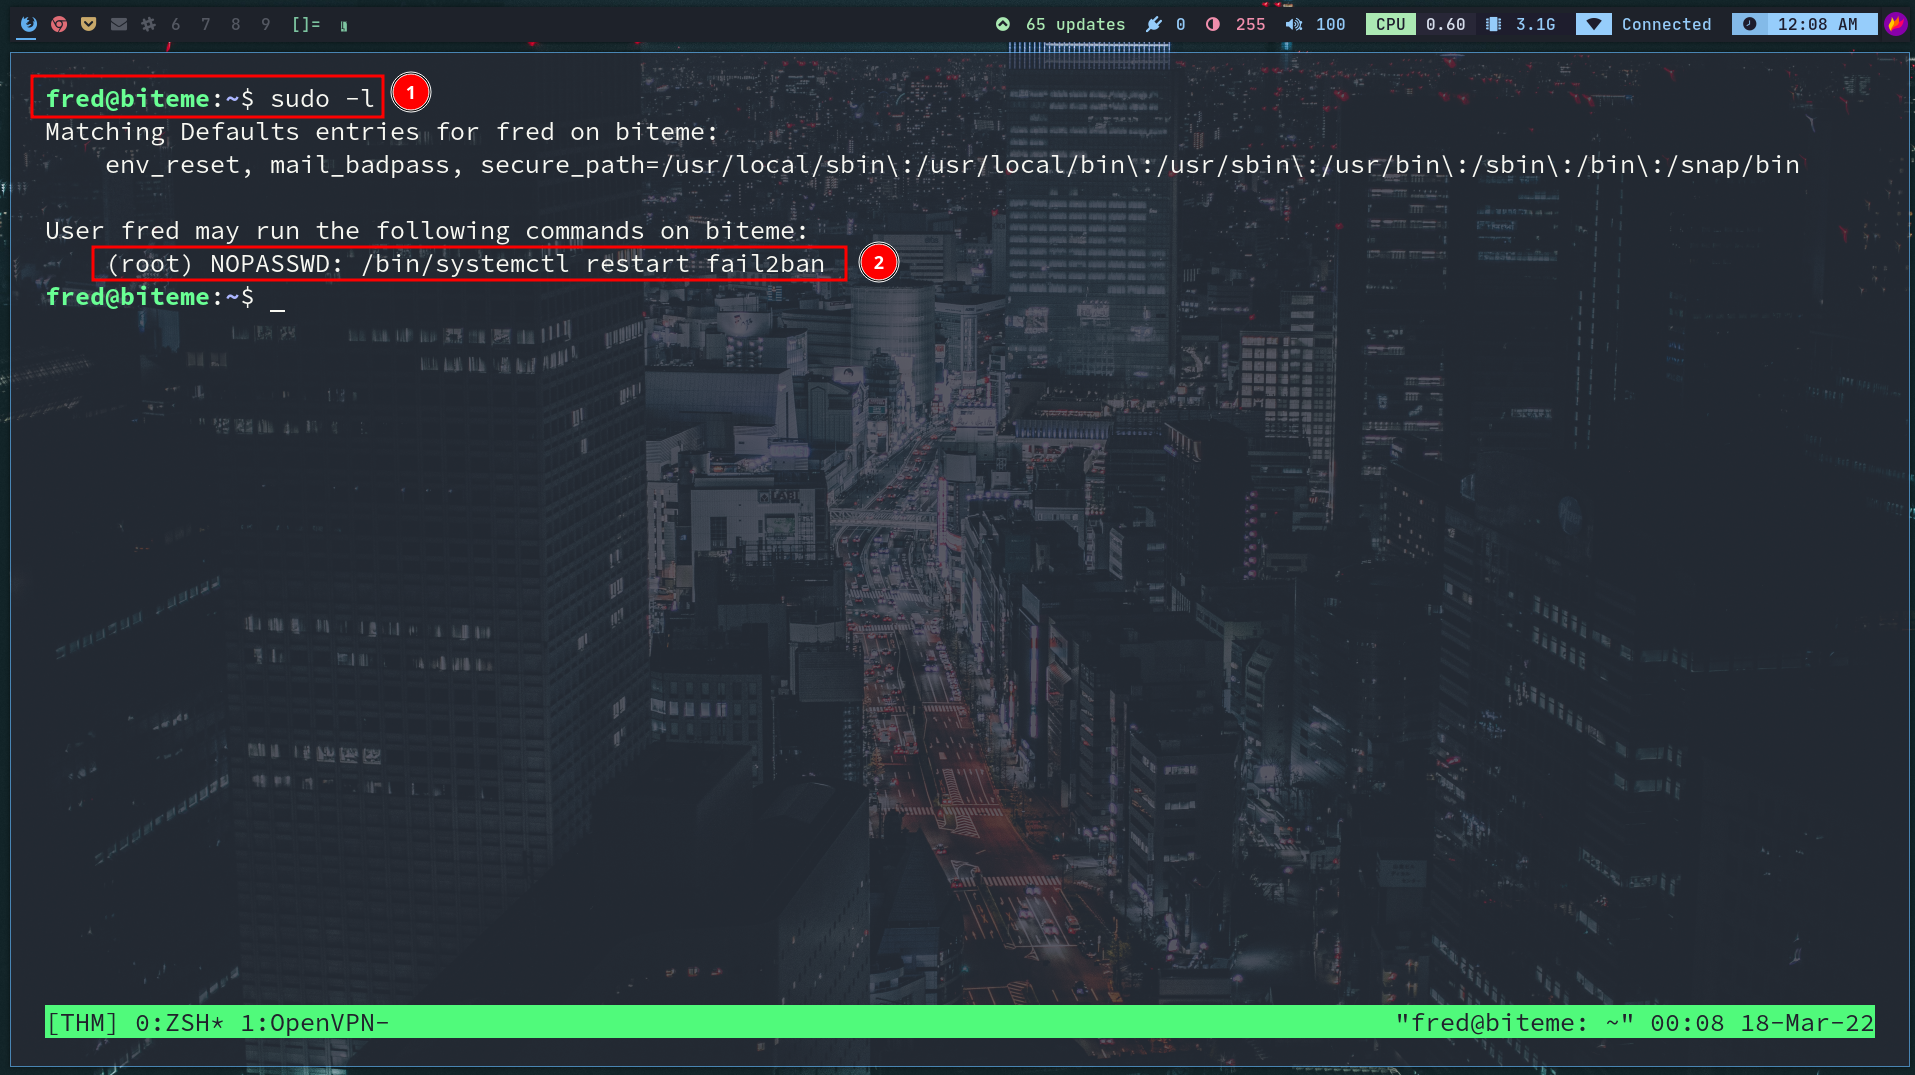 6 7 8 9 []= 65 updates 0 255 100 CPU 0.60 3.1G Connected 12:08 AM
fred@biteme:~$ sudo -l 1
Matching Defaults entries for fred on biteme:
env_reset, mail_badpass, secure_path=/usr/local/sbin\:/usr/local/bin\:/usr/sbin\:/usr/bin\:/sbin\:/bin\:/snap/bin
User fred may run the following commands on biteme:
(root) NOPASSWD: /bin/systemctl restart fail2ban 2
fred@biteme:~$ _
[THM] 0:ZSH* 1:OpenVPN- "fred@biteme: ~" 00:08 18-Mar-22